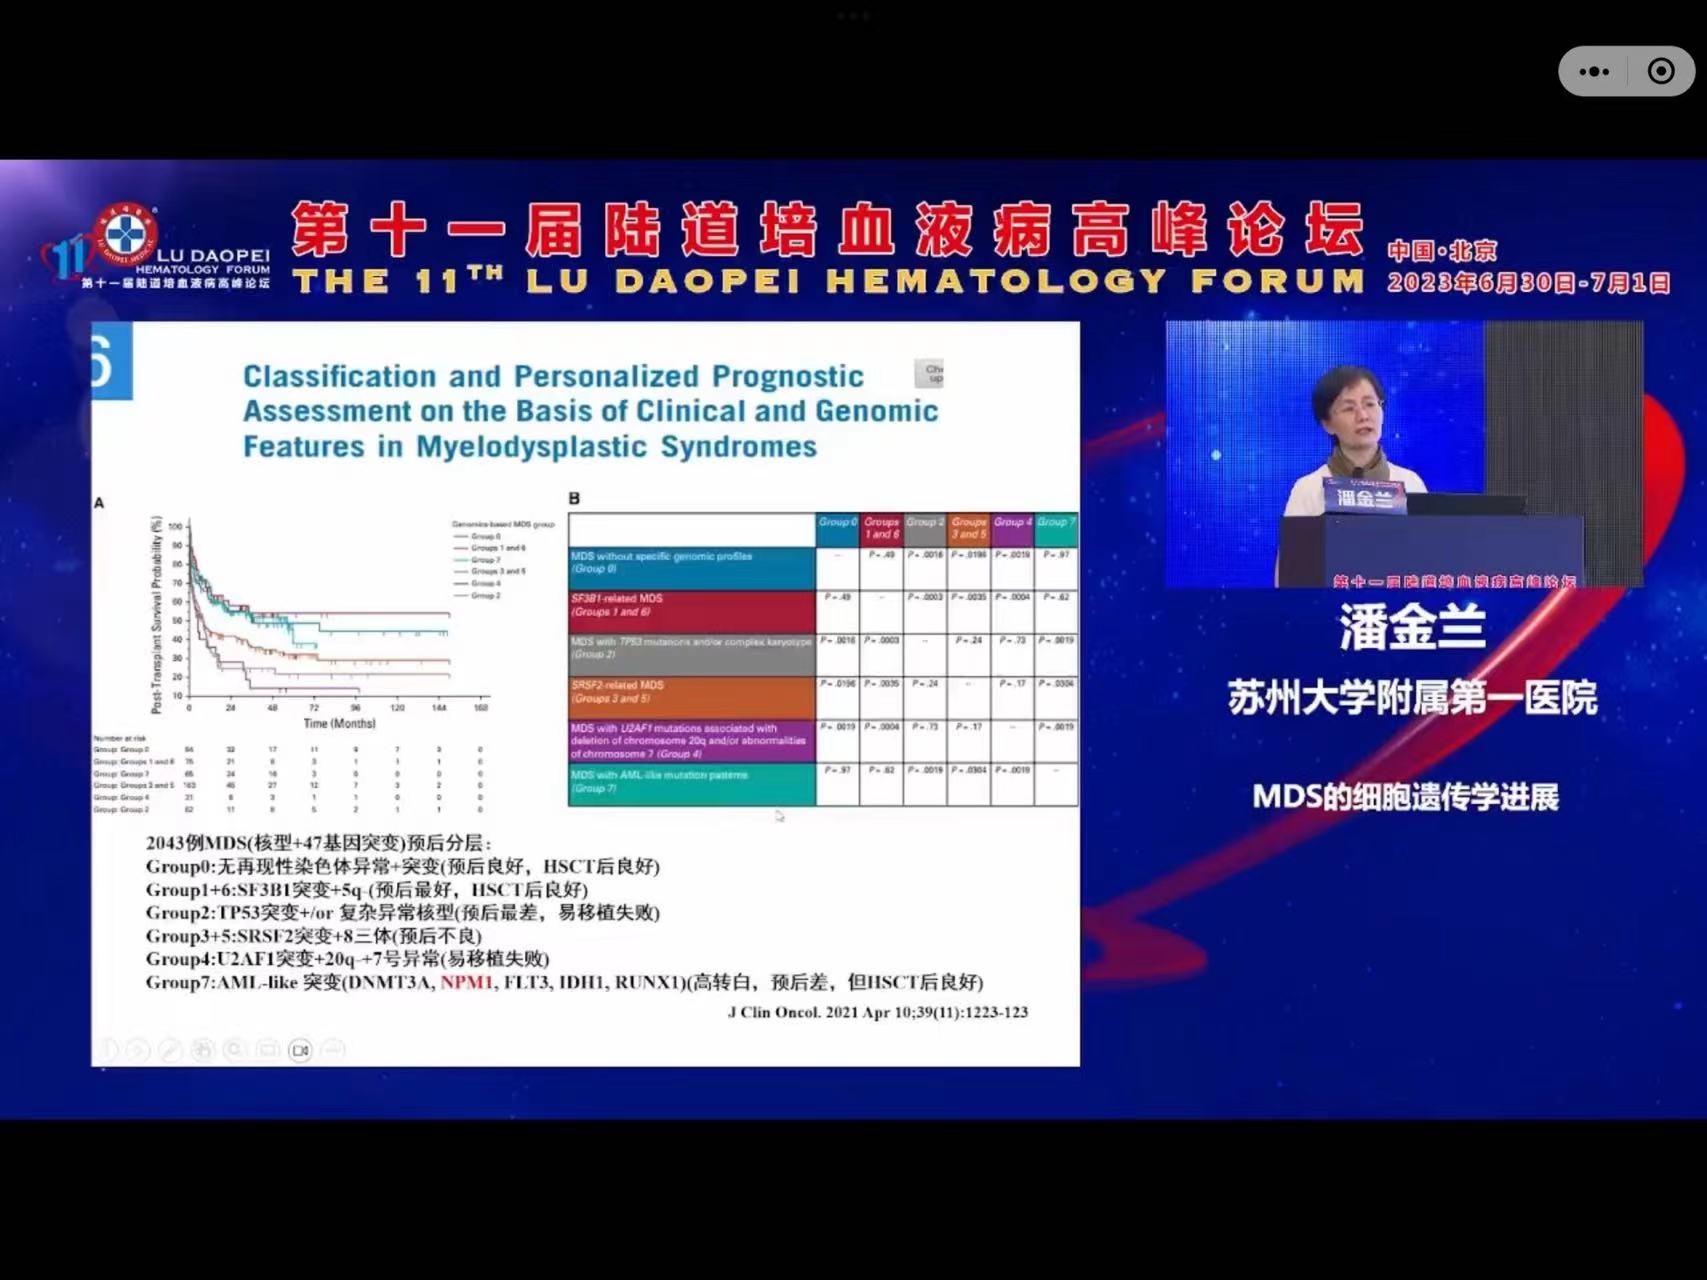 第十一届陆道培血液病高峰论坛
THE 11TH LU DAOPEI HEMATOLOGY FORUM
中国·北京
2023年6月30日-7月1日
11
LU DAOPEI
HEMATOLOGY FORUM
第十一届陆道培血液病高峰论坛
6
Classification and Personalized Prognostic
Assessment on the Basis of Clinical and Genomic
Features in Myelodysplastic Syndromes
A
Post-Transplant Survival Probability (%)
100
90
80
70
60
50
40
30
20
10
0 24 48 72 96 120 144 168
Time (Months)
Genomics-based MDS group
Group 0
Groups 1 and 6
Group 7
Groups 3 and 5
Group 4
Group 2
Number at risk
Group: Group 0 94 32 17 11 9 7 3 0
Group: Groups 1 and 6 75 21 8 3 1 1 1 0
Group: Group 7 65 24 16 3 0 0 0 0
Group: Groups 3 and 5 163 45 27 12 7 3 2 0
Group: Group 4 31 6 3 1 1 0 0 0
Group: Group 2 62 11 8 5 2 1 1 0
B
Group 0 Groups 1 and 6 Group 2 Groups 3 and 5 Group 4 Group 7
MDS without specific genomic profiles
(Group 0)
– P = .49 P = .0016 P = .0196 P = .0019 P = .97
SF3B1-related MDS
(Groups 1 and 6)
P = .49 – P = .0003 P = .0035 P = .0004 P = .62
MDS with TP53 mutations and/or complex karyotype
(Group 2)
P = .0016 P = .0003 – P = .24 P = .73 P = .0019
SRSF2-related MDS
(Groups 3 and 5)
P = .0196 P = .0035 P = .24 – P = .17 P = .0304
MDS with U2AF1 mutations associated with
deletion of chromosome 20q and/or abnormalities
of chromosome 7 (Group 4)
P = .0019 P = .0004 P = .73 P = .17 – P = .0019
MDS with AML-like mutation patterns
(Group 7)
P = .97 P = .62 P = .0019 P = .0304 P = .0019 –
2043例MDS(核型+47基因突变)预后分层：
Group0:无再现性染色体异常+突变(预后良好，HSCT后良好)
Group1+6:SF3B1突变+5q-(预后最好，HSCT后良好)
Group2:TP53突变+/or 复杂异常核型(预后最差，易移植失败)
Group3+5:SRSF2突变+8三体(预后不良)
Group4:U2AF1突变+20q-+7号异常(易移植失败)
Group7:AML-like 突变(DNMT3A, NPM1, FLT3, IDH1, RUNX1)(高转白，预后差，但HSCT后良好)
J Clin Oncol. 2021 Apr 10;39(11):1223-123
潘金兰
第十一届陆道培血液病高峰论坛
潘金兰
苏州大学附属第一医院
MDS的细胞遗传学进展